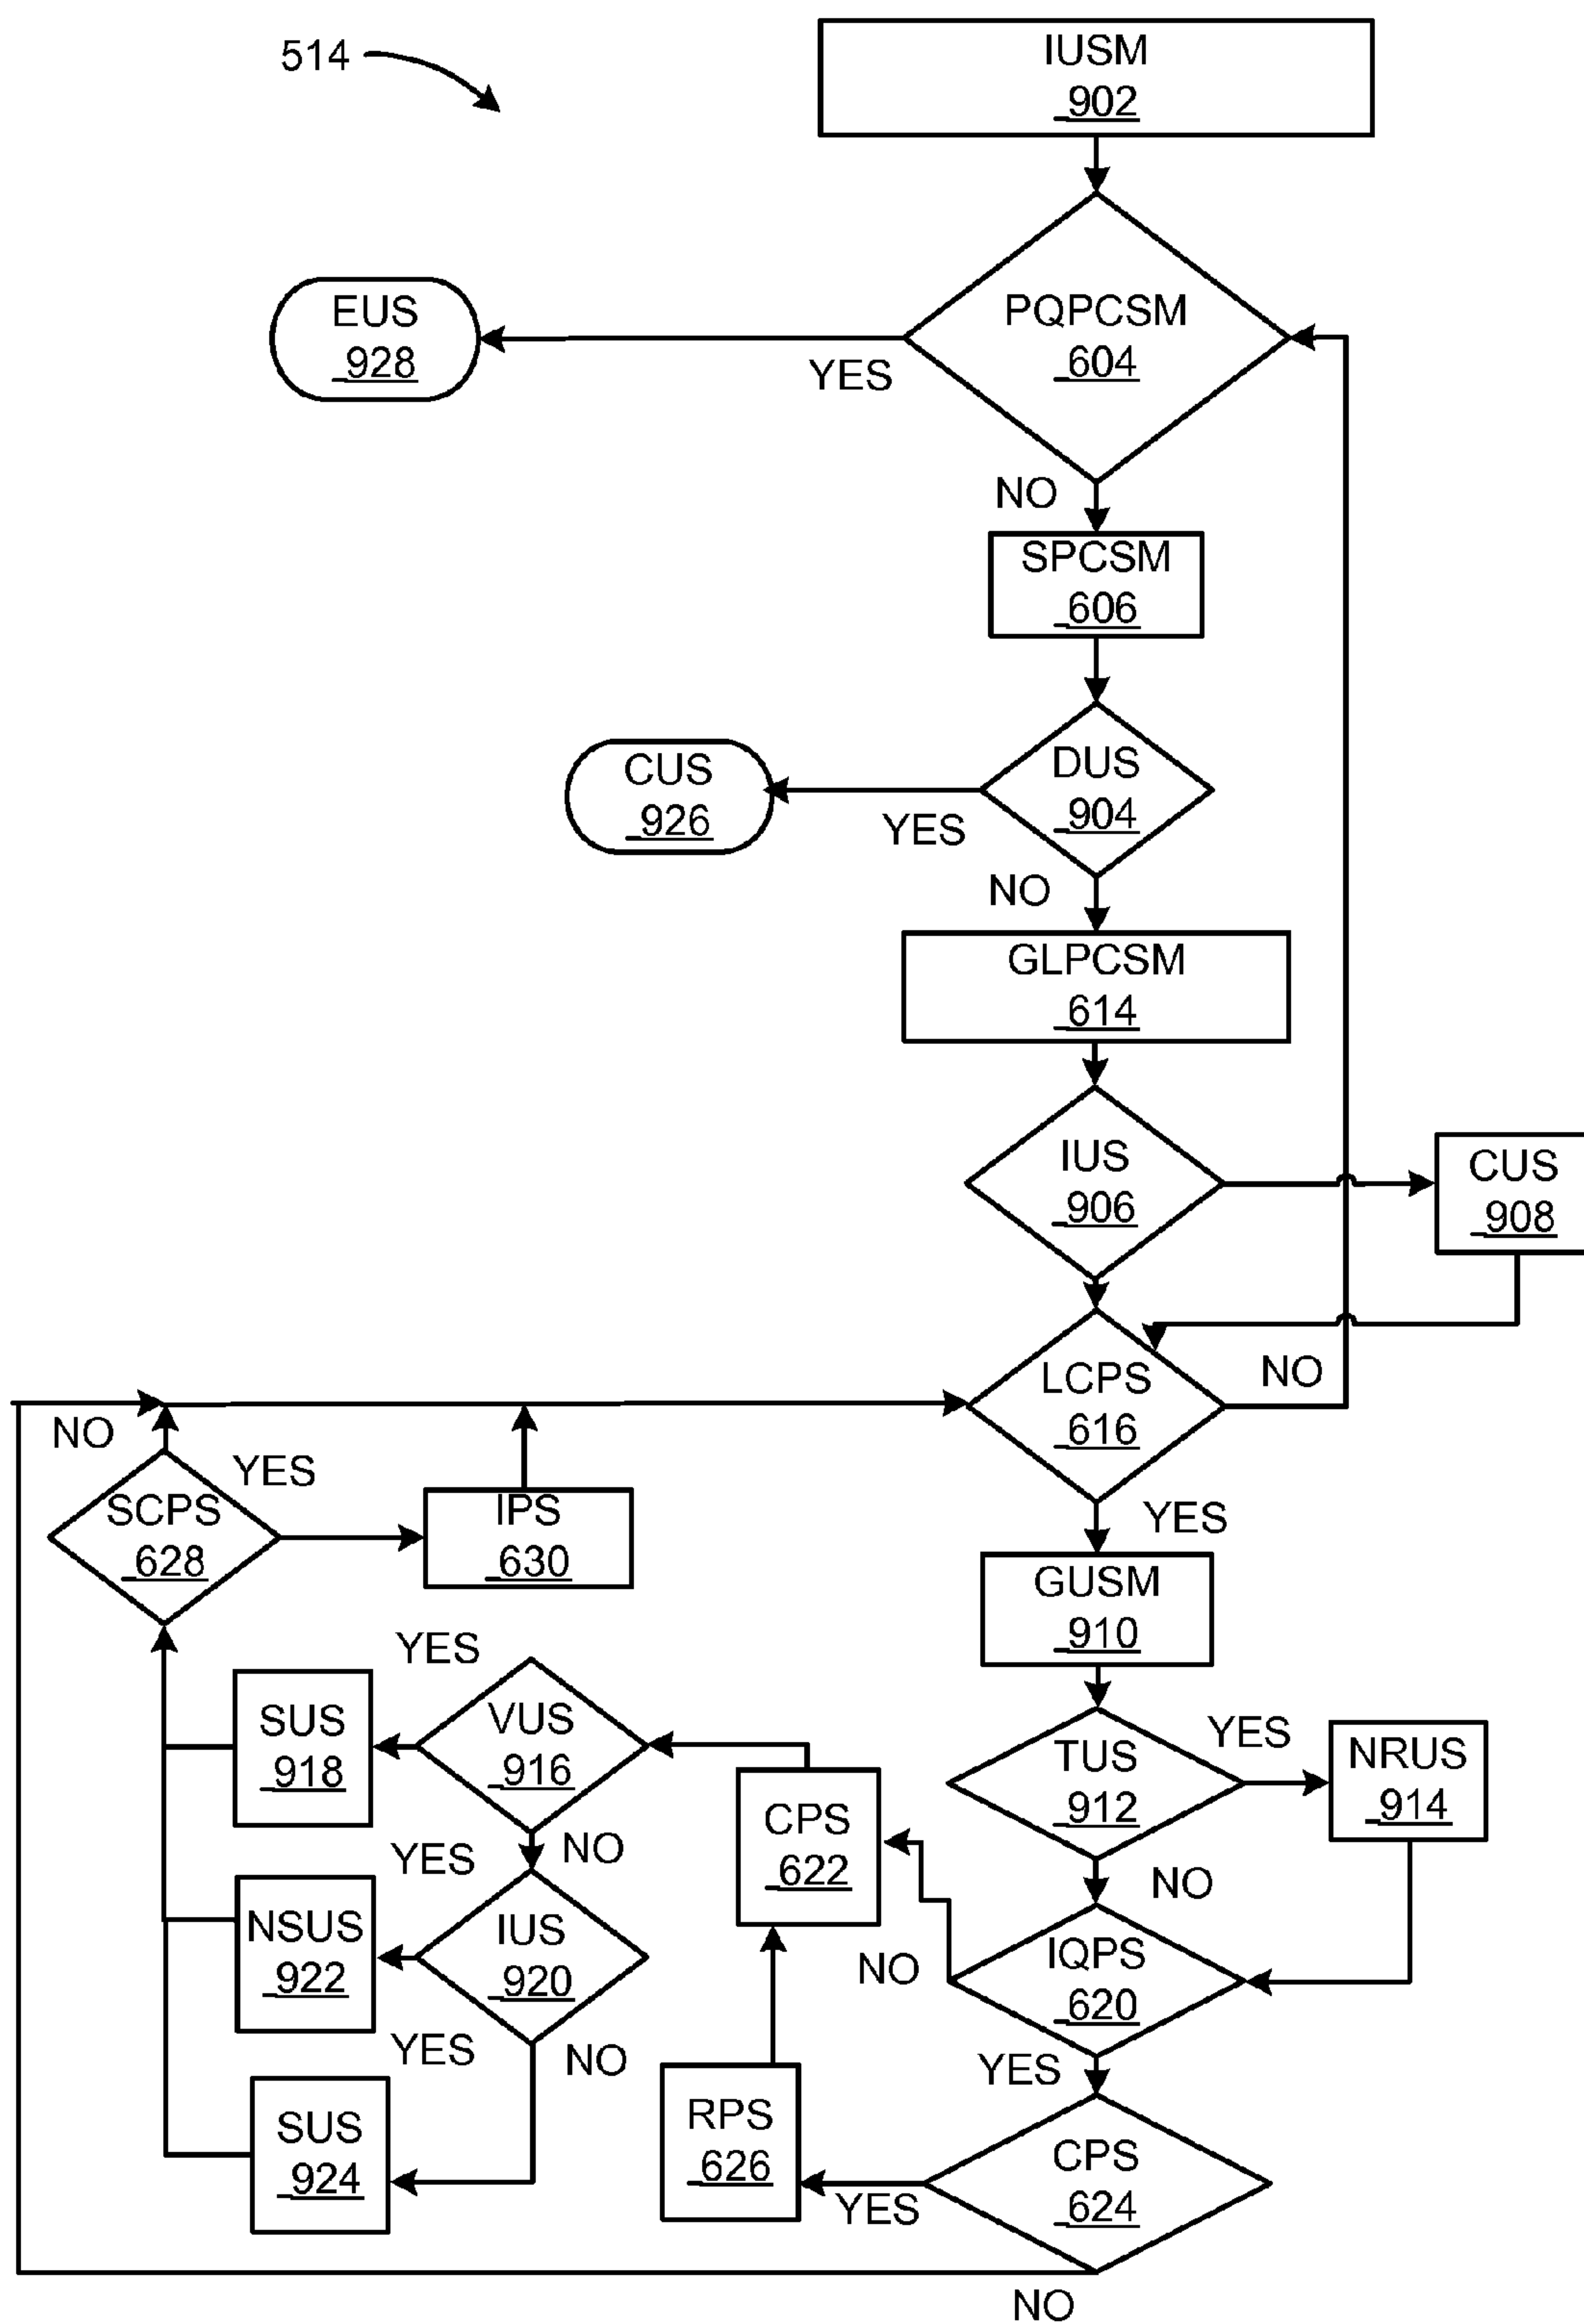 514
IUSM
902
PQPCSM
604
EUS
928
YES
NO
SPCSM
606
DUS
904
CUS
926
YES
NO
GLPCSM
614
IUS
906
CUS
908
LCPS
616
NO
NO
YES
SCPS
628
IPS
630
YES
GUSM
910
YES
SUS
918
VUS
916
CPS
622
TUS
912
YES
NRUS
914
YES
NO
NO
NSUS
922
IUS
920
NO
IQPS
620
YES
NO
YES
SUS
924
RPS
626
YES
CPS
624
NO